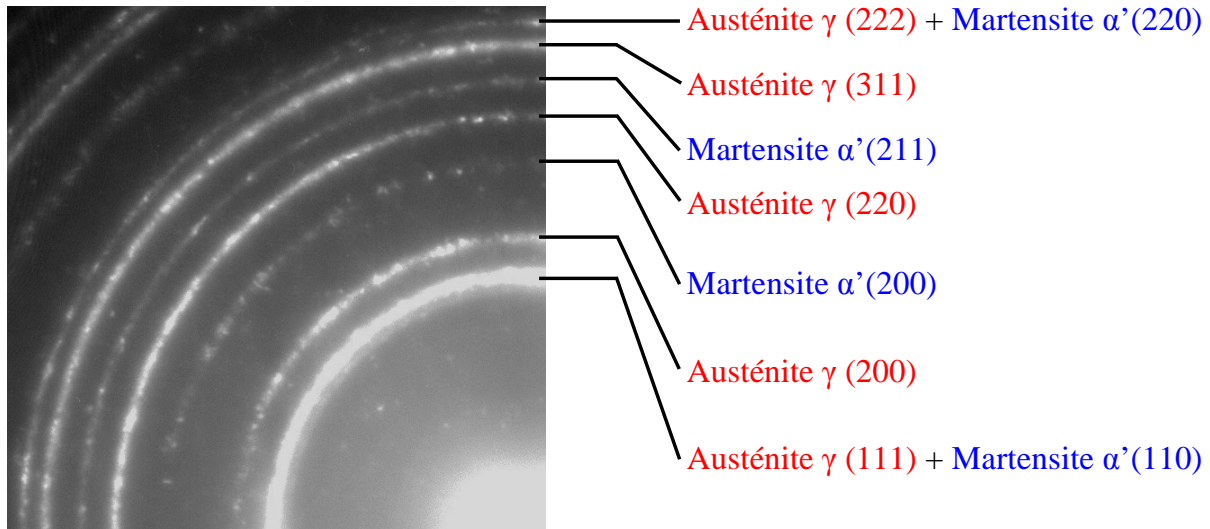 Austénite γ (222) + Martensite α’(220)
Austénite γ (311)
Martensite α’(211)
Austénite γ (220)
Martensite α’(200)
Austénite γ (200)
Austénite γ (111) + Martensite α’(110)